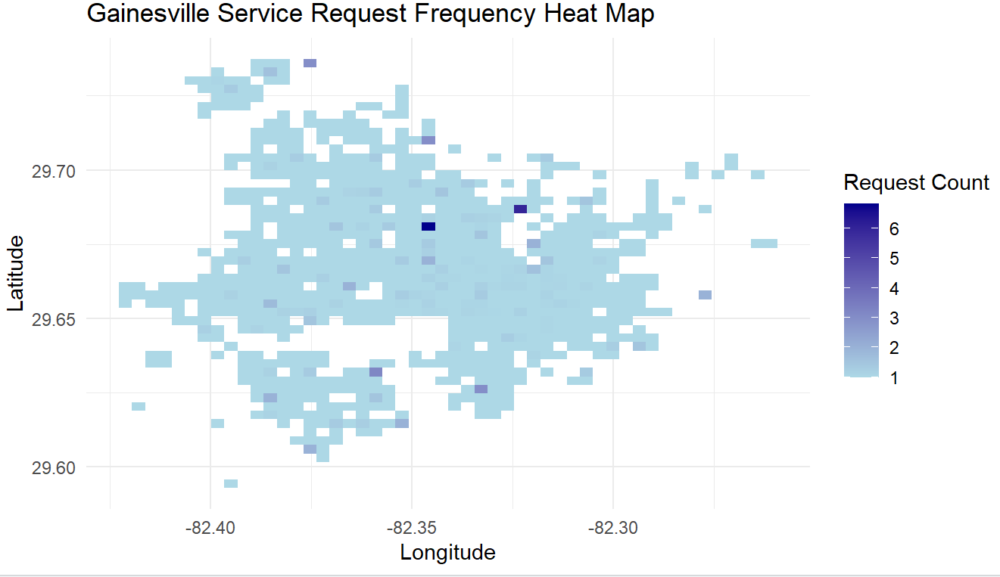 Gainesville Service Request Frequency Heat Map
Latitude
29.70
29.65
29.60
-82.40 -82.35 -82.30
Longitude
Request Count
6
5
4
3
2
1